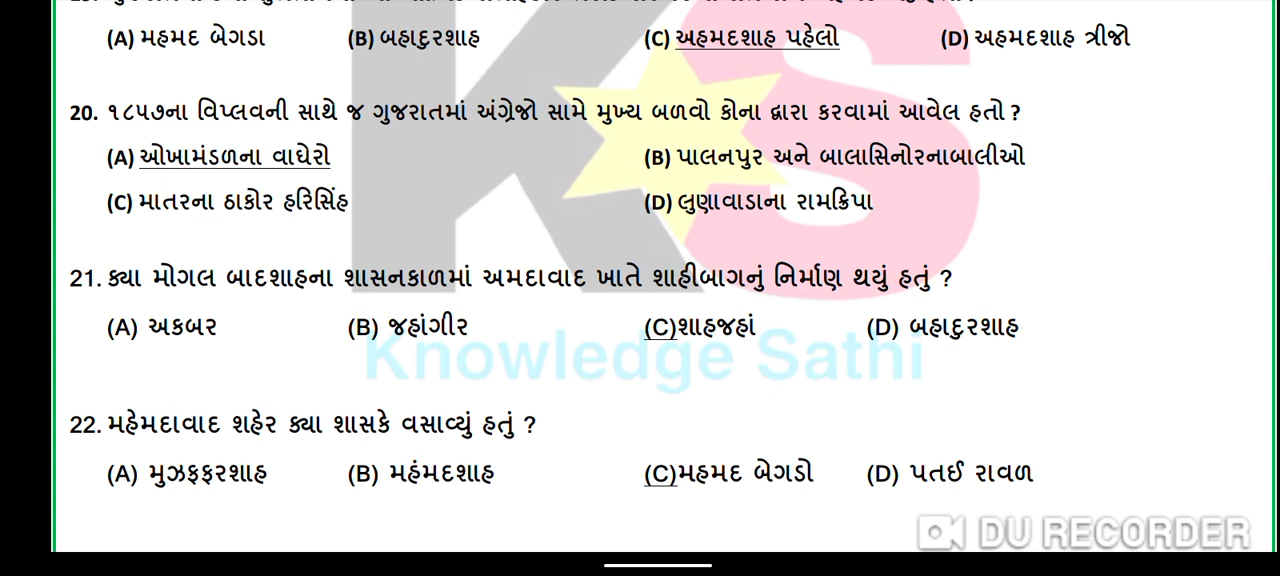 (A) મહમદ બેગડા (B) બહાદુરશાહ (C) અહમદશાહ પહેલો (D) અહમદશાહ ત્રીજો
20. ૧૮૫૭ના વિપ્લવની સાથે જ ગુજરાતમાં અંગ્રેજો સામે મુખ્ય બળવો કોના દ્વારા કરવામાં આવેલ હતો ?
(A) ઓખામંડળના વાઘેરો (B) પાલનપુર અને બાલાસિનોરનાબાલીઓ
(C) માતરના ઠાકોર હરિસિંહ (D) લુણાવાડાના રામક્રિપા
21. ક્યા મોગલ બાદશાહના શાસનકાળમાં અમદાવાદ ખાતે શાહીબાગનું નિર્માણ થયું હતું ?
(A) અકબર (B) જહાંગીર (C)શાહજહાં (D) બહાદુરશાહ
Knowledge Sathi
22. મહેમદાવાદ શહેર ક્યા શાસકે વસાવ્યું હતું ?
(A) મુઝફફરશાહ (B) મહંમદશાહ (C)મહમદ બેગડો (D) પતઈ રાવળ
DU RECORDER
KS